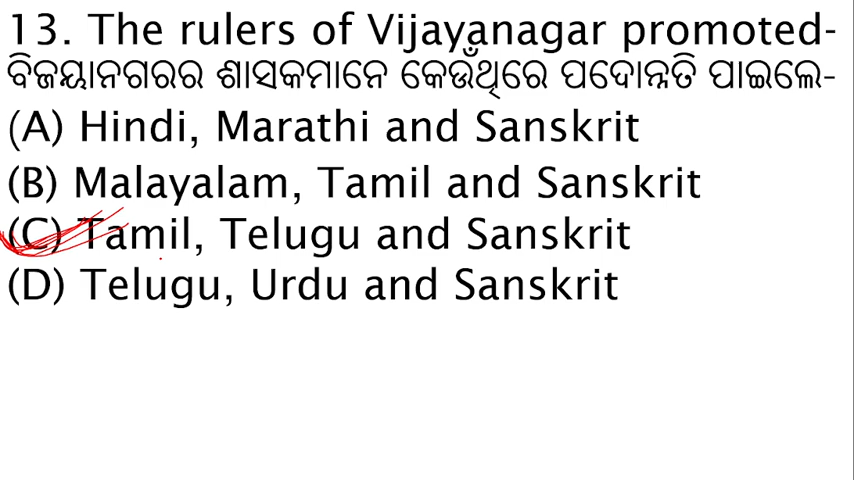 13. The rulers of Vijayanagar promoted-
ବିଜୟାନଗରର ଶାସକମାନେ କେଉଁଥିରେ ପଦୋନ୍ନତି ପାଇଲେ-
(A) Hindi, Marathi and Sanskrit
(B) Malayalam, Tamil and Sanskrit
(C) Tamil, Telugu and Sanskrit
(D) Telugu, Urdu and Sanskrit